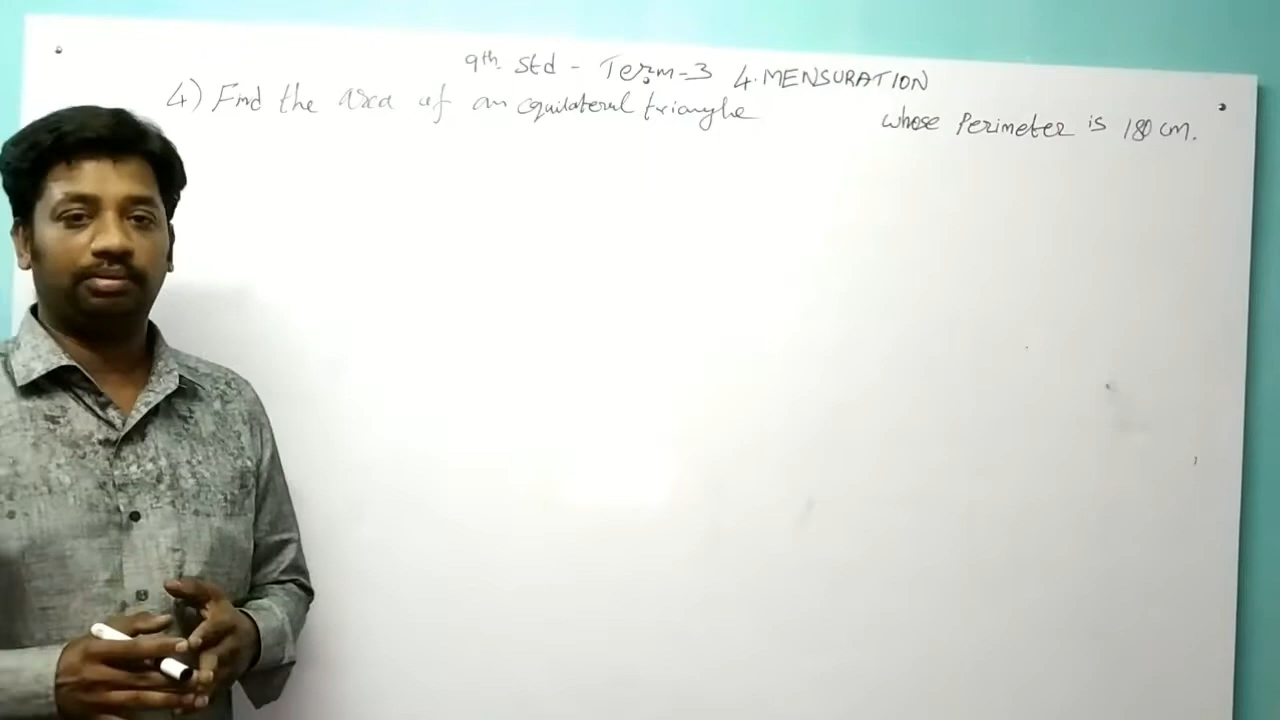 9th Std - Term-3 4. MENSURATION
4) Find the area of an equilateral triangle whose Perimeter is 180 cm.